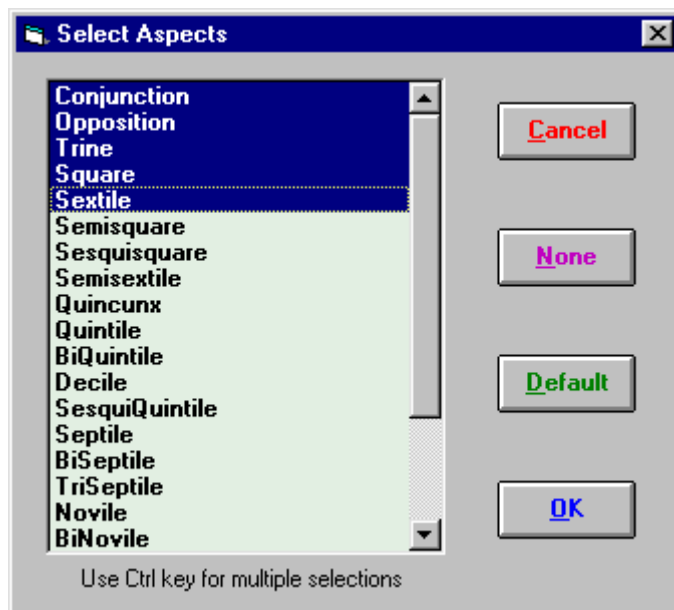 Select Aspects
Conjunction
Opposition
Trine
Square
Sextile
Semisquare
Sesquisquare
Semisextile
Quincunx
Quintile
BiQuintile
Decile
SesquiQuintile
Septile
BiSeptile
TriSeptile
Novile
BiNovile
Use Ctrl key for multiple selections
Cancel
None
Default
OK